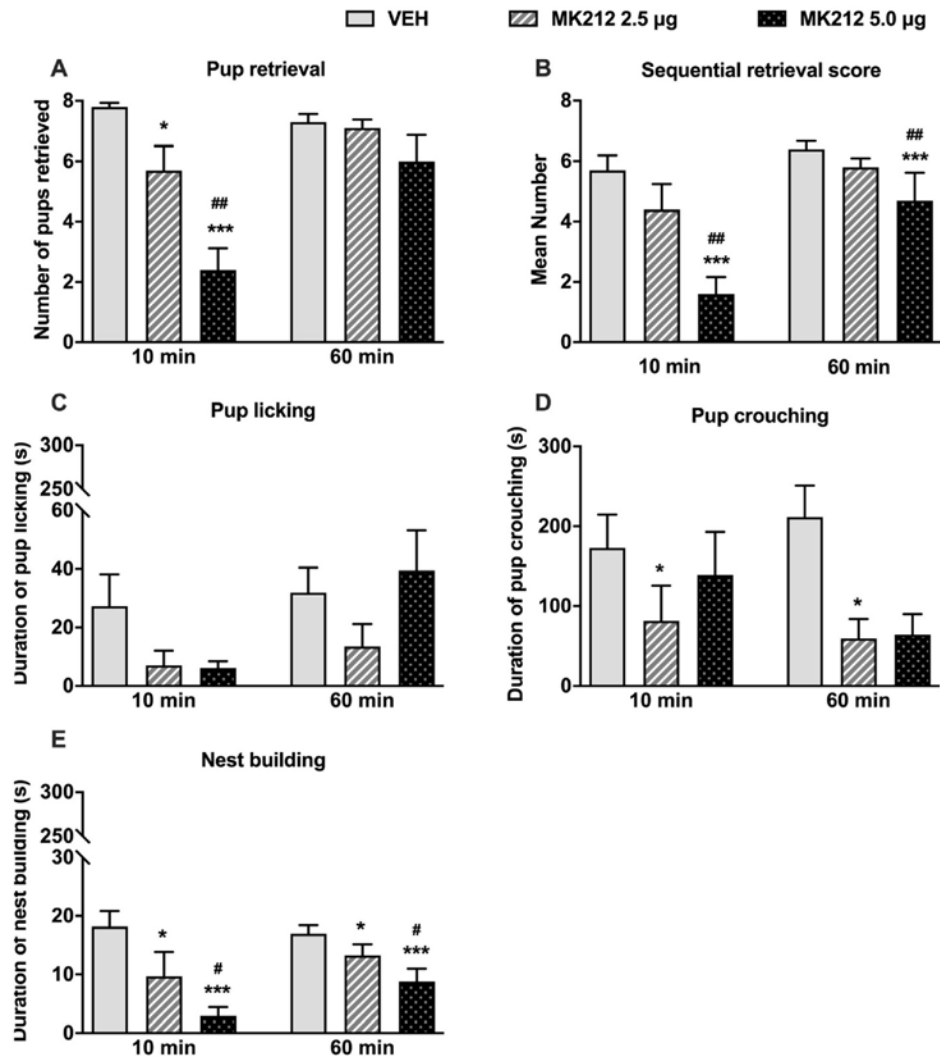 VEH MK212 2.5 µg MK212 5.0 µg
A Pup retrieval
Number of pups retrieved
8
6
4
2
0
*
##
***
10 min 60 min
B Sequential retrieval score
Mean Number
8
6
4
2
0
##
***
##
***
10 min 60 min
C Pup licking
Duration of pup licking (s)
300
250
60
40
20
0
10 min 60 min
D Pup crouching
Duration of pup crouching (s)
300
200
100
0
*
*
10 min 60 min
E Nest building
Duration of nest building (s)
300
250
30
20
10
0
*
#
***
*
#
***
10 min 60 min